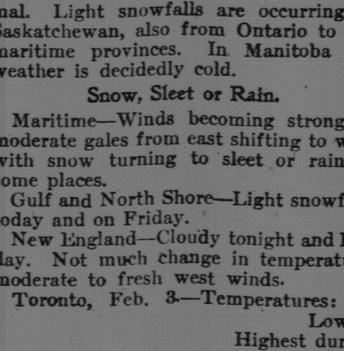 nal. Light snowfalls are occurring
Saskatchewan, also from Ontario to
maritime provinces. In Manitoba
weather is decidedly cold.
Snow, Sleet or Rain.
Maritime—Winds becoming strong
moderate gales from east shifting to w
with snow turning to sleet or rain
some places.
Gulf and North Shore—Light snowf
today and on Friday.
New England—Cloudy tonight and F
day. Not much change in temperatu
moderate to fresh west winds.
Toronto, Feb. 3.—Temperatures:
Low
Highest dur